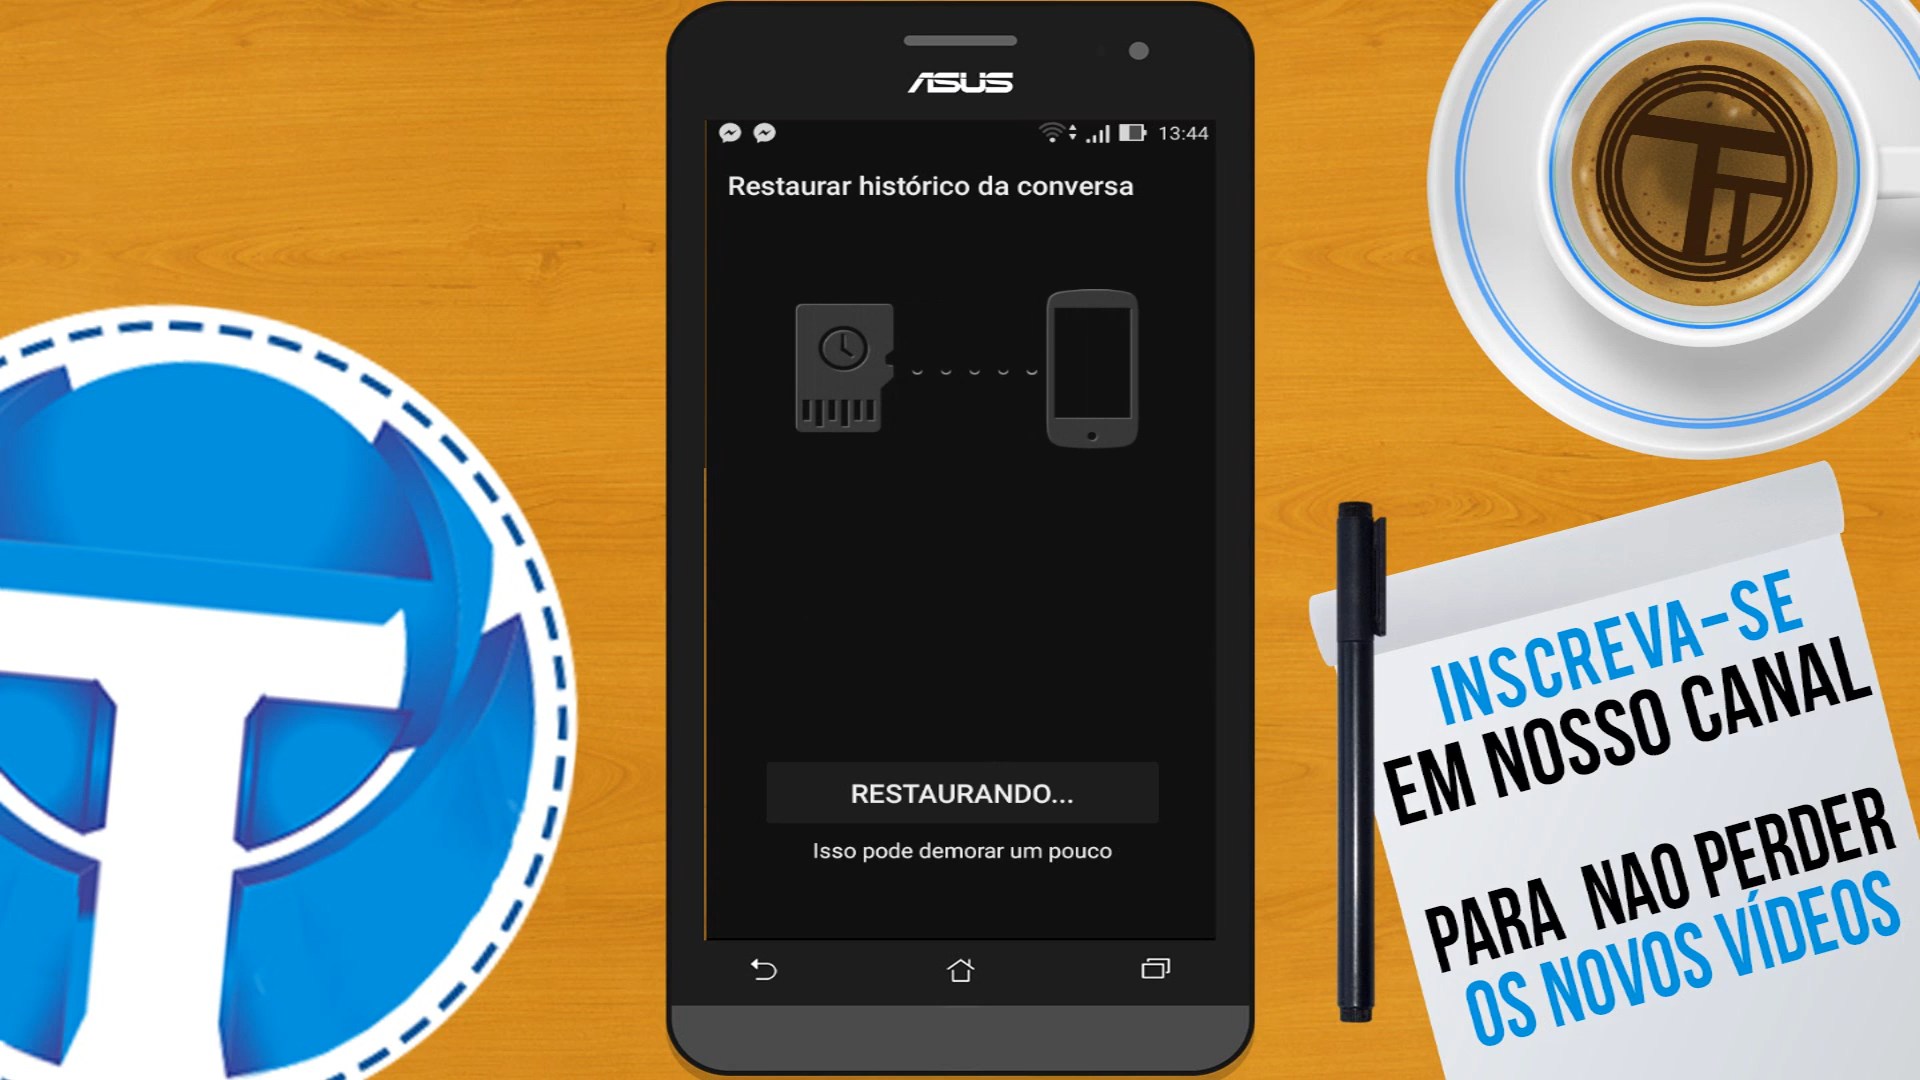 ASUS
13:44
Restaurar histórico da conversa
RESTAURANDO...
Isso pode demorar um pouco
INSCREVA-SE
EM NOSSO CANAL
PARA NAO PERDER
OS NOVOS VÍDEOS